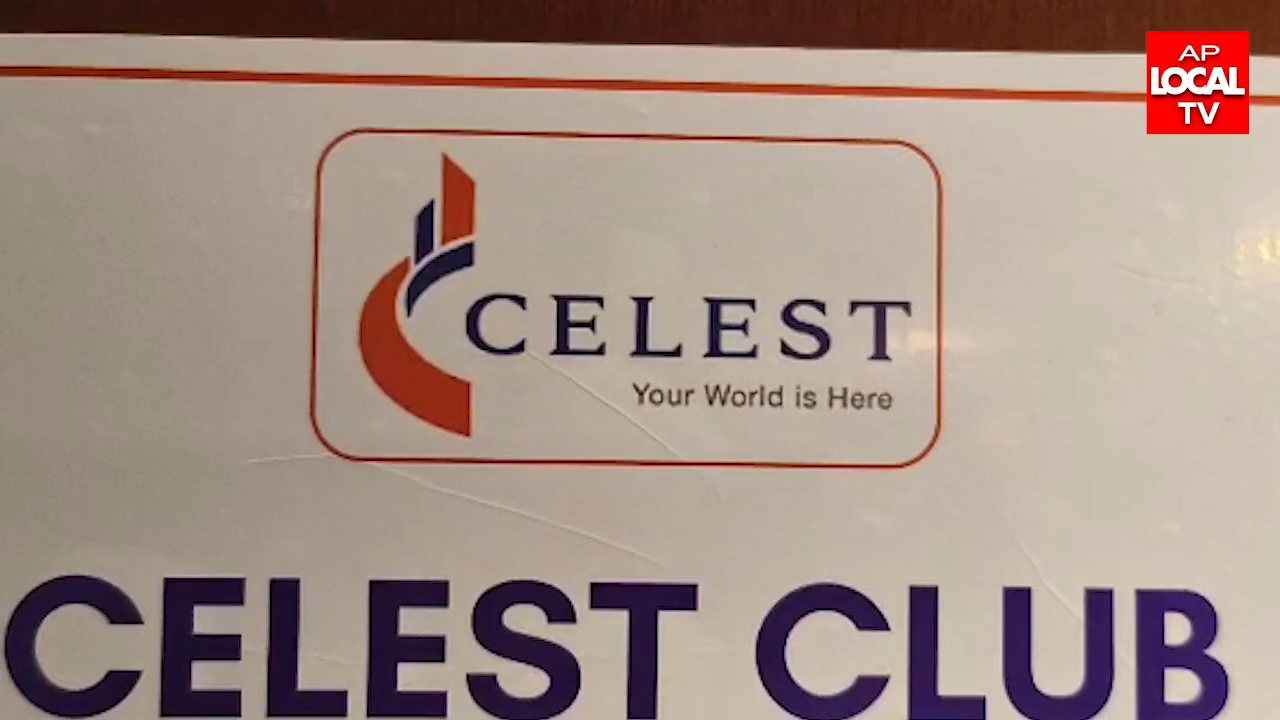 AP
LOCAL
TV
CELEST
Your World is Here
CELEST CLUB